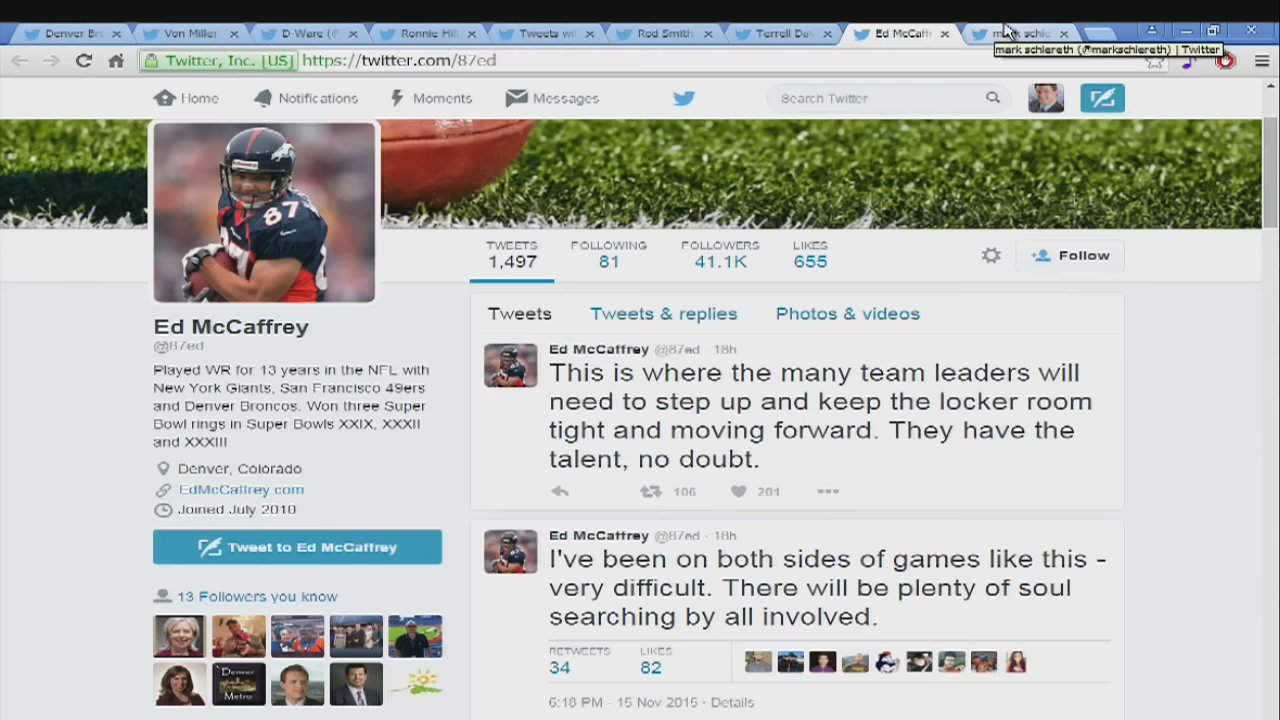 Denver Br
Von Miller
D-Ware (@
Ronnie Hill
Tweets wi
Rod Smith
Terrell Dav
Ed McCaff
mark schle
mark schlereth (@markschlereth) | Twitter
Twitter, Inc. [US] https://twitter.com/87ed
Home Notifications Moments Messages Search Twitter
87
TWEETS FOLLOWING FOLLOWERS LIKES
1,497 81 41.1K 655
Follow
Ed McCaffrey
@87ed
Played WR for 13 years in the NFL with
New York Giants, San Francisco 49ers
and Denver Broncos. Won three Super
Bowl rings in Super Bowls XXIX, XXXII
and XXXIII
Denver, Colorado
EdMcCaffrey.com
Joined July 2010
Tweet to Ed McCaffrey
13 Followers you know
Denver
Metro
Tweets Tweets & replies Photos & videos
Ed McCaffrey @87ed · 18h
This is where the many team leaders will
need to step up and keep the locker room
tight and moving forward. They have the
talent, no doubt.
106 201
Ed McCaffrey @87ed · 18h
I've been on both sides of games like this -
very difficult. There will be plenty of soul
searching by all involved.
RETWEETS LIKES
34 82
6:18 PM - 15 Nov 2015 · Details